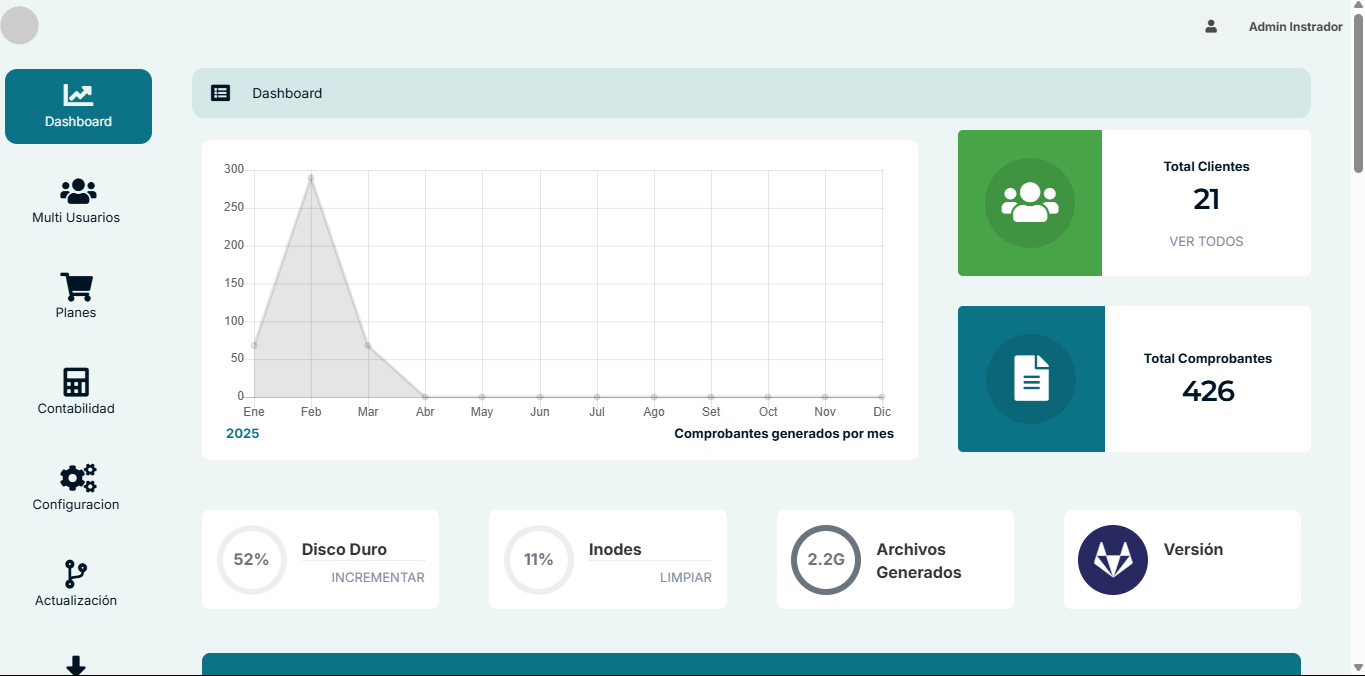 Admin Instrador
Dashboard
Multi Usuarios
Planes
Contabilidad
Configuracion
Actualización
Dashboard
300
250
200
150
100
50
0
Ene Feb Mar Abr May Jun Jul Ago Set Oct Nov Dic
2025 Comprobantes generados por mes
Total Clientes
21
VER TODOS
Total Comprobantes
426
52%
Disco Duro
INCREMENTAR
11%
Inodes
LIMPIAR
2.2G
Archivos
Generados
Versión